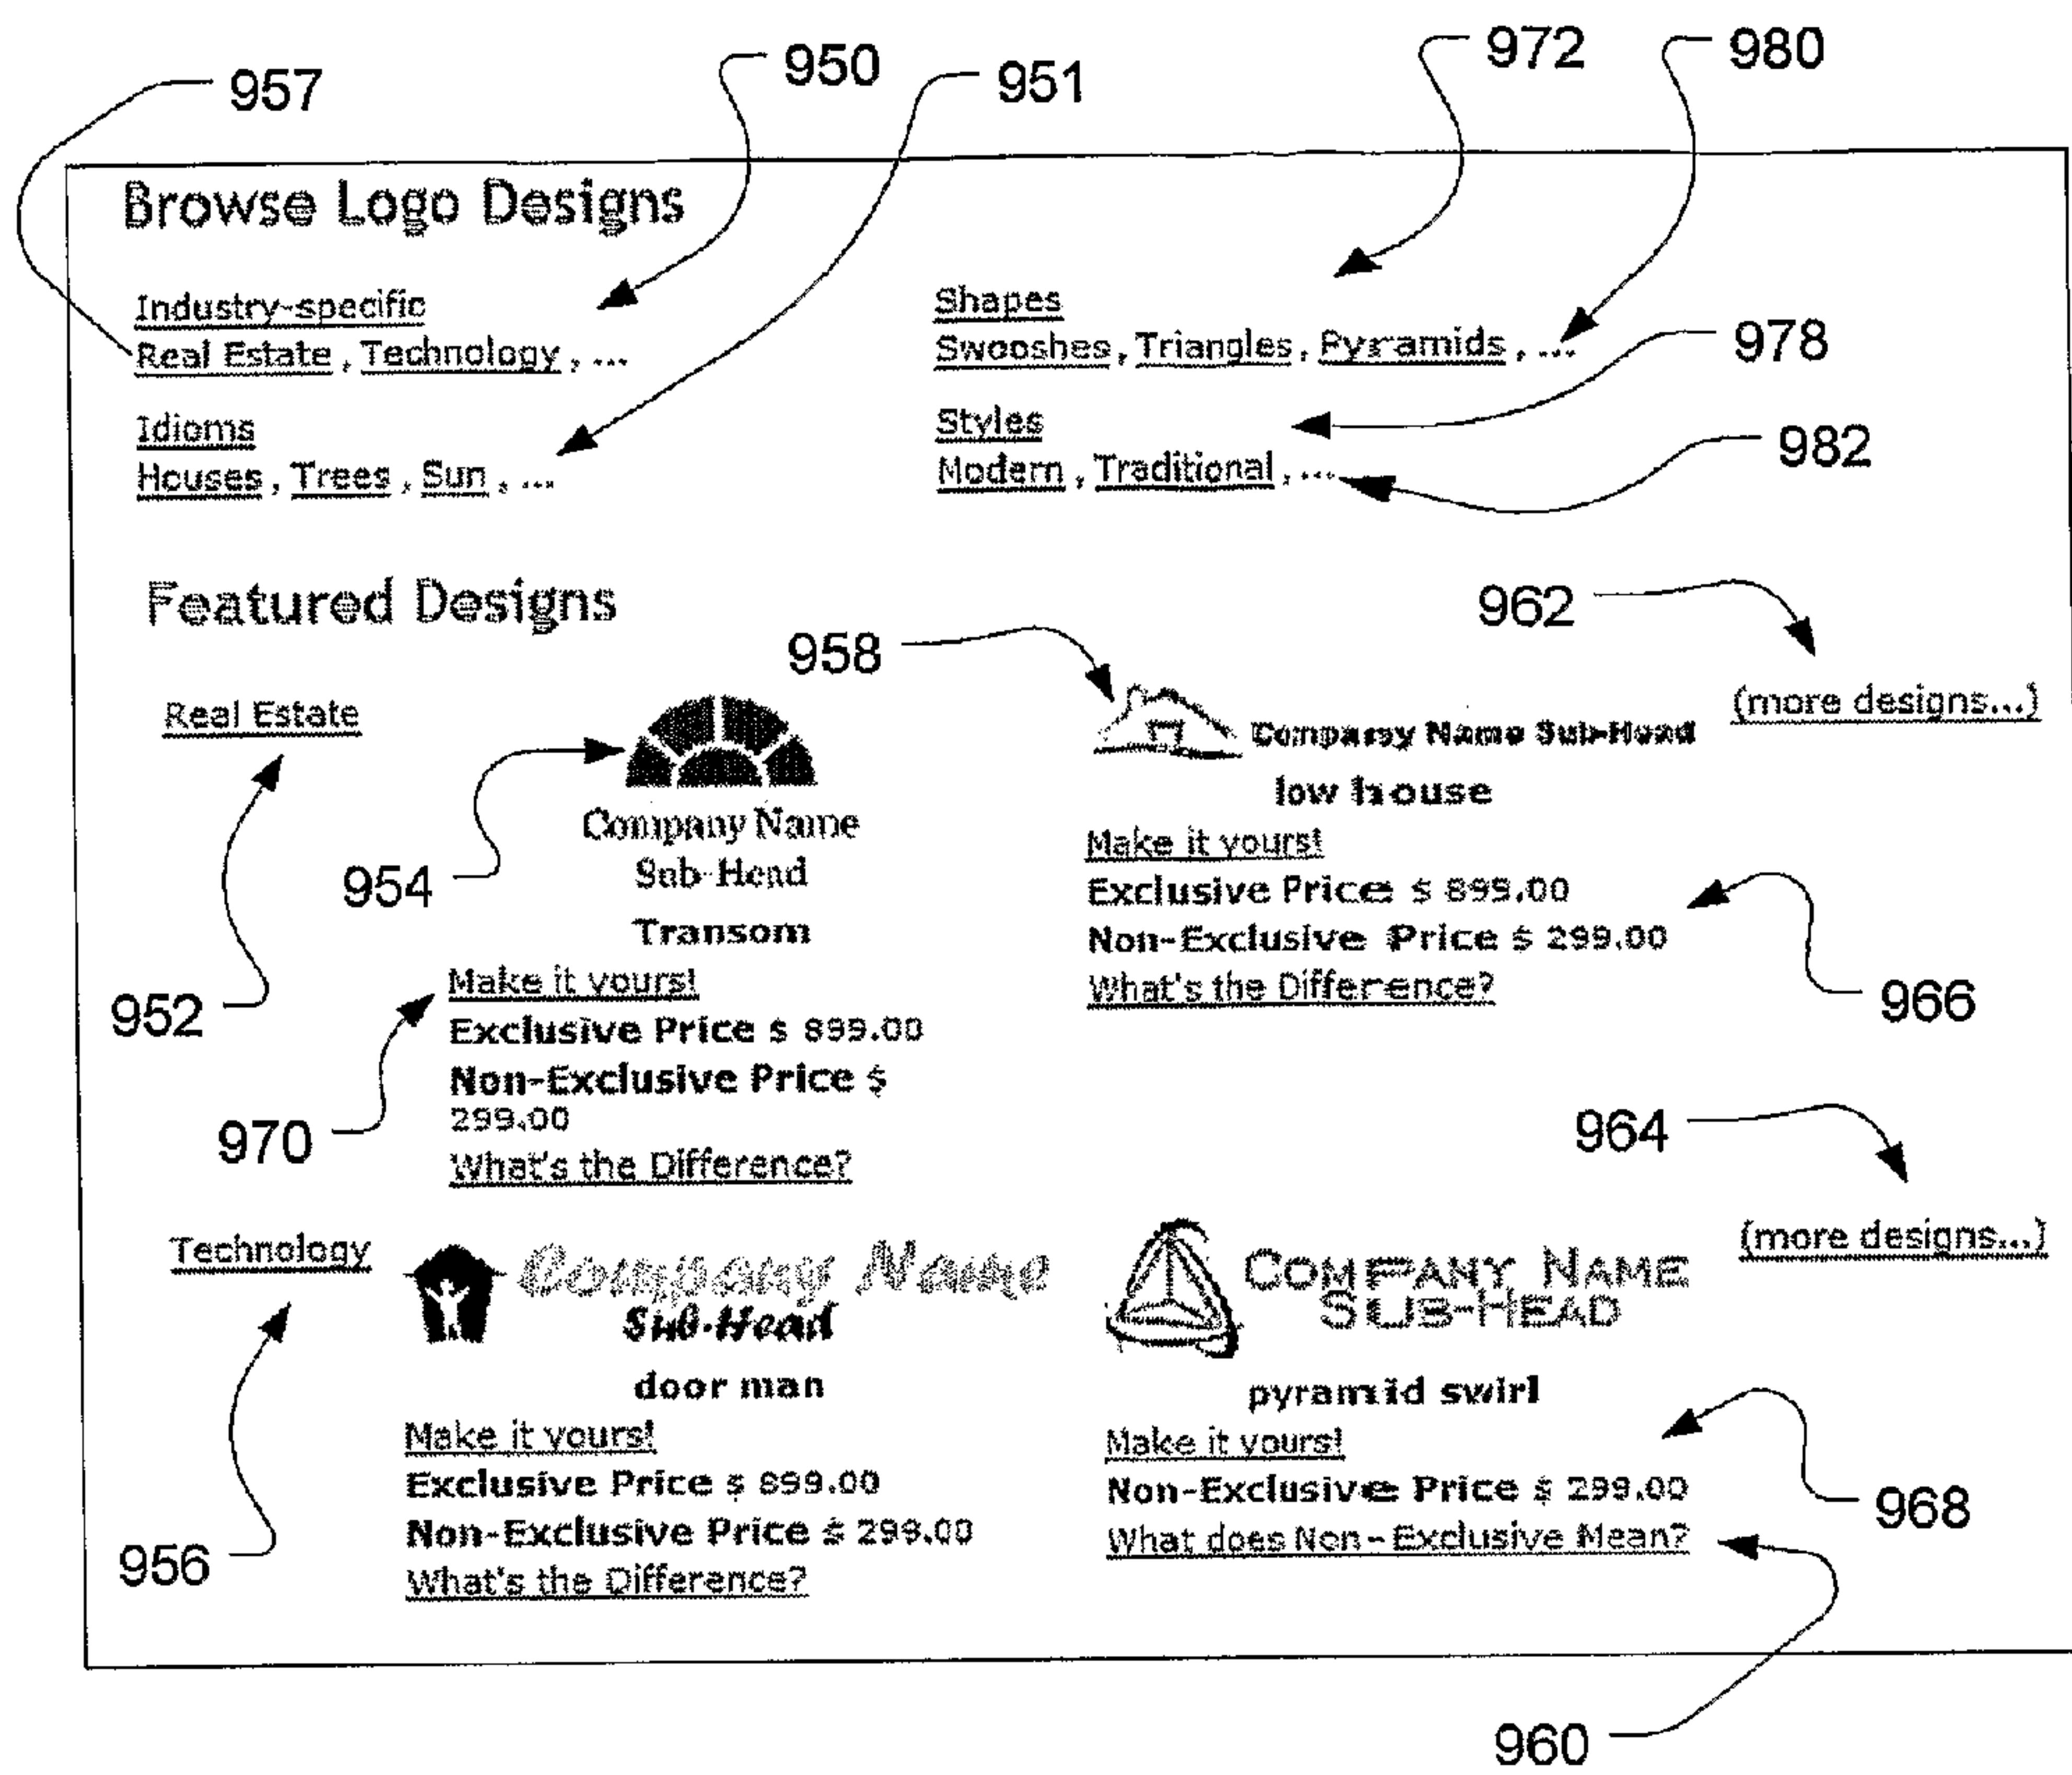 957
950
951
972
980
Browse Logo Designs
Industry-specific
Real Estate , Technology , ...
Idioms
Houses , Trees , Sun , ...
Shapes
Swooshes , Triangles , Pyramids , ...
978
Styles
Modern , Traditional , ...
982
Featured Designs
958
962
Real Estate
Company Name
Sub-Head
Transom
Make it yours!
Exclusive Price $ 899.00
Non-Exclusive Price $
299.00
What's the Difference?
954
952
970
Company Name Sub-Head
low house
Make it yours!
Exclusive Price $ 899.00
Non-Exclusive Price $ 299.00
What's the Difference?
(more designs...)
966
964
Technology
Company Name
Sub-Head
door man
Make it yours!
Exclusive Price $ 899.00
Non-Exclusive Price $ 299.00
What's the Difference?
956
COMPANY NAME
SUB-HEAD
pyramid swirl
Make it yours!
Non-Exclusive Price $ 299.00
What does Non-Exclusive Mean?
(more designs...)
968
960